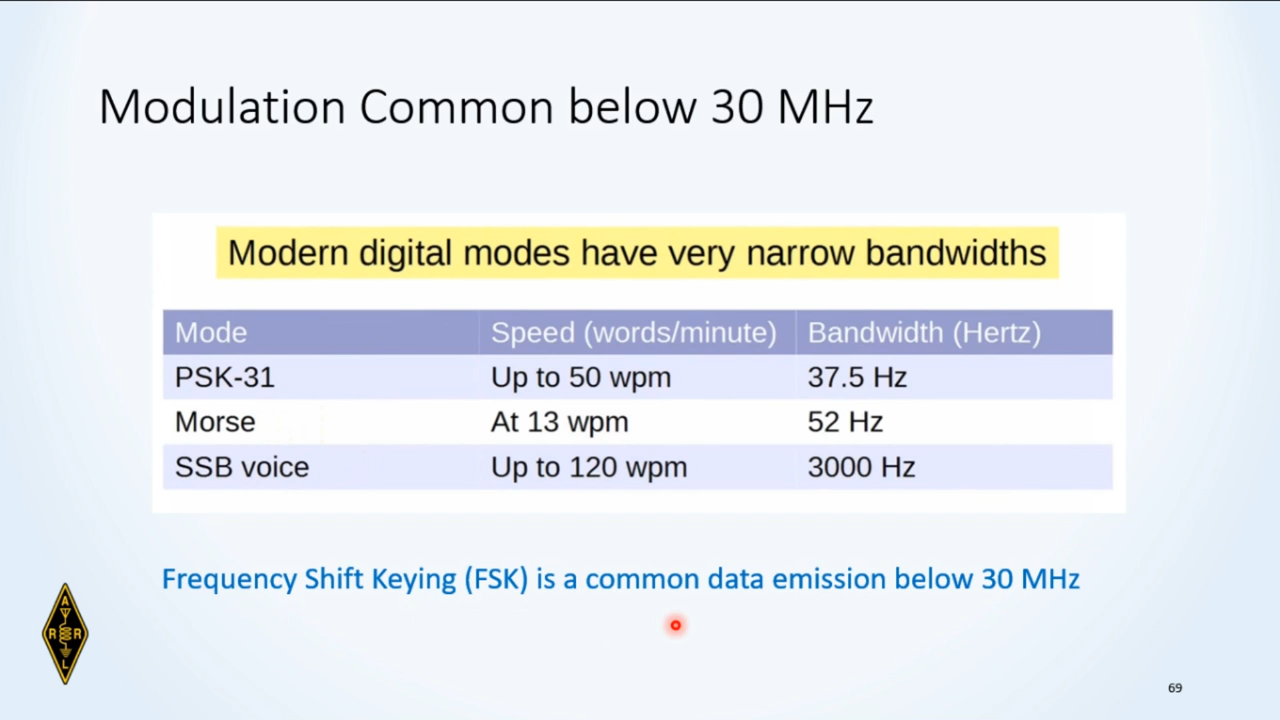 Modulation Common below 30 MHz
Modern digital modes have very narrow bandwidths
Mode Speed (words/minute) Bandwidth (Hertz)
PSK-31 Up to 50 wpm 37.5 Hz
Morse At 13 wpm 52 Hz
SSB voice Up to 120 wpm 3000 Hz
Frequency Shift Keying (FSK) is a common data emission below 30 MHz
A
R R
L
69